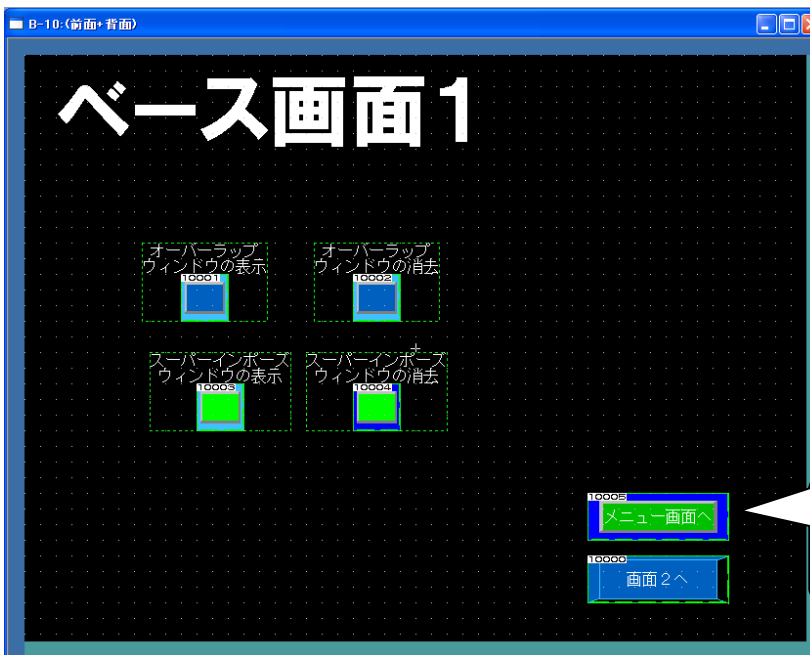 B-10:(前面+背面)
ベース画面1
オーバーラップ
ウィンドウの表示
10001
オーバーラップ
ウィンドウの消去
10002
スーパーインポーズ
ウィンドウの表示
10003
スーパーインポーズ
ウィンドウの消去
10004
10005
メニュー画面へ
10000
画面2へ